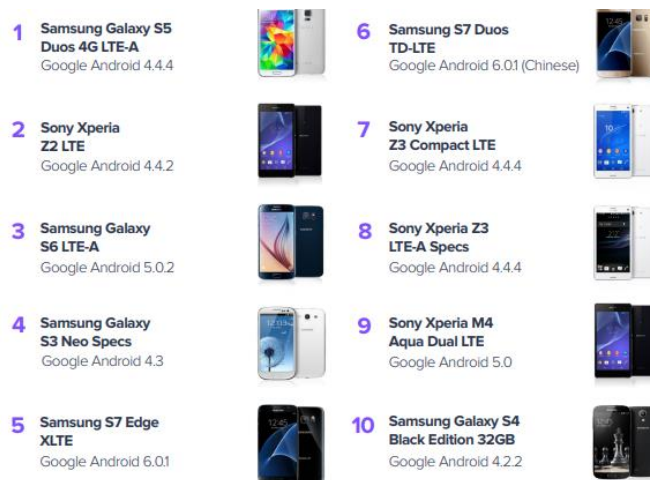 1
Samsung Galaxy S5
Duos 4G LTE-A
Google Android 4.4.4
2
Sony Xperia
Z2 LTE
Google Android 4.4.2
3
Samsung Galaxy
S6 LTE-A
Google Android 5.0.2
4
Samsung Galaxy
S3 Neo Specs
Google Android 4.3
5
Samsung S7 Edge
XLTE
Google Android 6.0.1
6
Samsung S7 Duos
TD-LTE
Google Android 6.0.1 (Chinese)
7
Sony Xperia
Z3 Compact LTE
Google Android 4.4.4
8
Sony Xperia Z3
LTE-A Specs
Google Android 4.4.4
9
Sony Xperia M4
Aqua Dual LTE
Google Android 5.0
10
Samsung Galaxy S4
Black Edition 32GB
Google Android 4.2.2